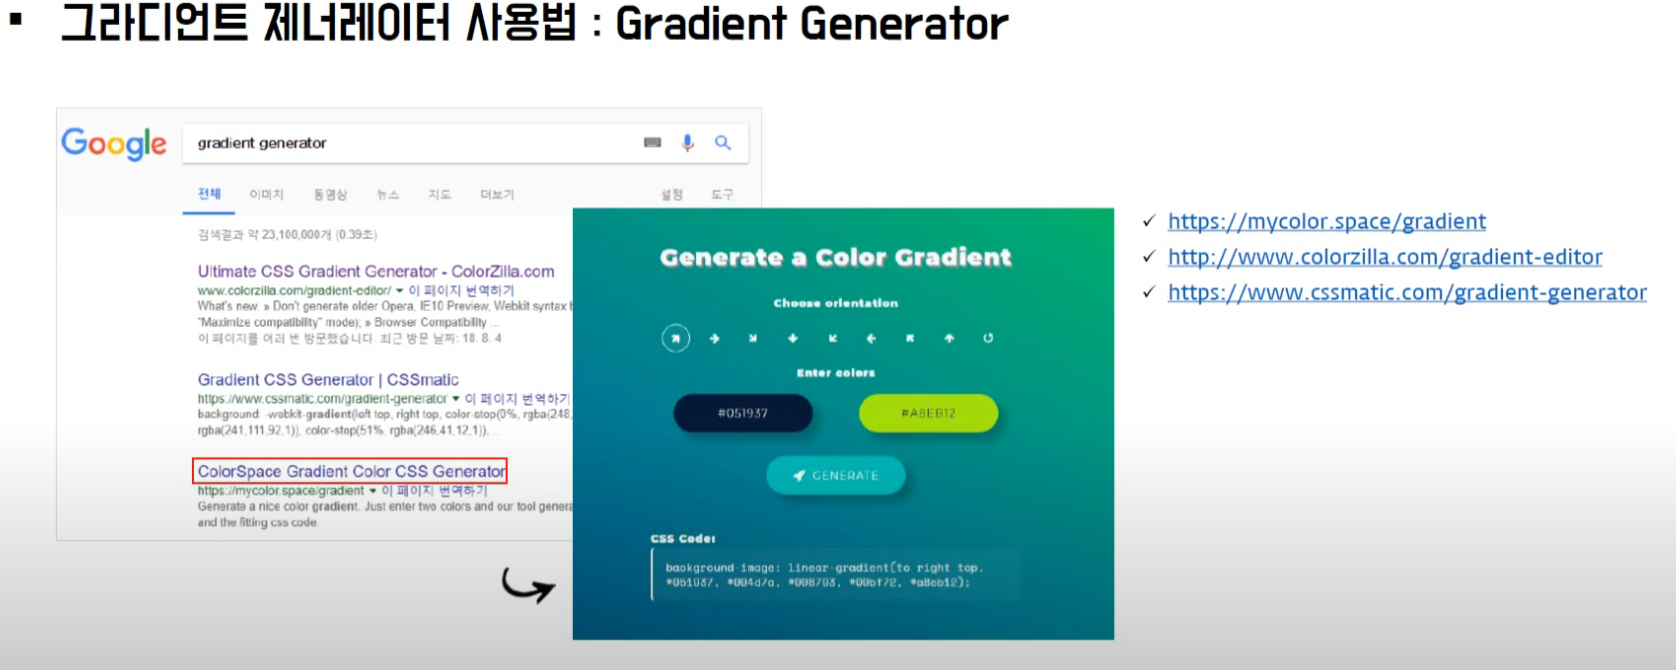 ▪ 그라디언트 제너레이터 사용법 : Gradient Generator
Google
gradient generator
전체 이미지 동영상 뉴스 지도 더보기 설정 도구
검색결과 약 23,100,000개 (0.39초)
Ultimate CSS Gradient Generator - ColorZilla.com
www.colorzilla.com/gradient-editor/ ▾ 이 페이지 번역하기
What's new. » Don't generate older Opera, IE10 Preview, Webkit syntax
"Maximize compatibility" mode); » Browser Compatibility ...
이 페이지를 여러 번 방문했습니다. 최근 방문 날짜: 18. 8. 4
Gradient CSS Generator | CSSmatic
https://www.cssmatic.com/gradient-generator ▾ 이 페이지 번역하기
background: -webkit-gradient(left top, right top, color-stop(0%, rgba(248,
rgba(241,111,92,1)), color-stop(51%, rgba(246,41,12,1)), ...
ColorSpace Gradient Color CSS Generator
https://mycolor.space/gradient ▾ 이 페이지 번역하기
Generate a nice color gradient. Just enter two colors and our tool
and the fitting css code.
Generate a Color Gradient
Choose orientation
Enter colors
#051937 #A8EB12
GENERATE
CSS Code:
background-image: linear-gradient(to right top,
#051937, #004d7a, #008793, #00bf72, #a8eb12);
✓ https://mycolor.space/gradient
✓ http://www.colorzilla.com/gradient-editor
✓ https://www.cssmatic.com/gradient-generator